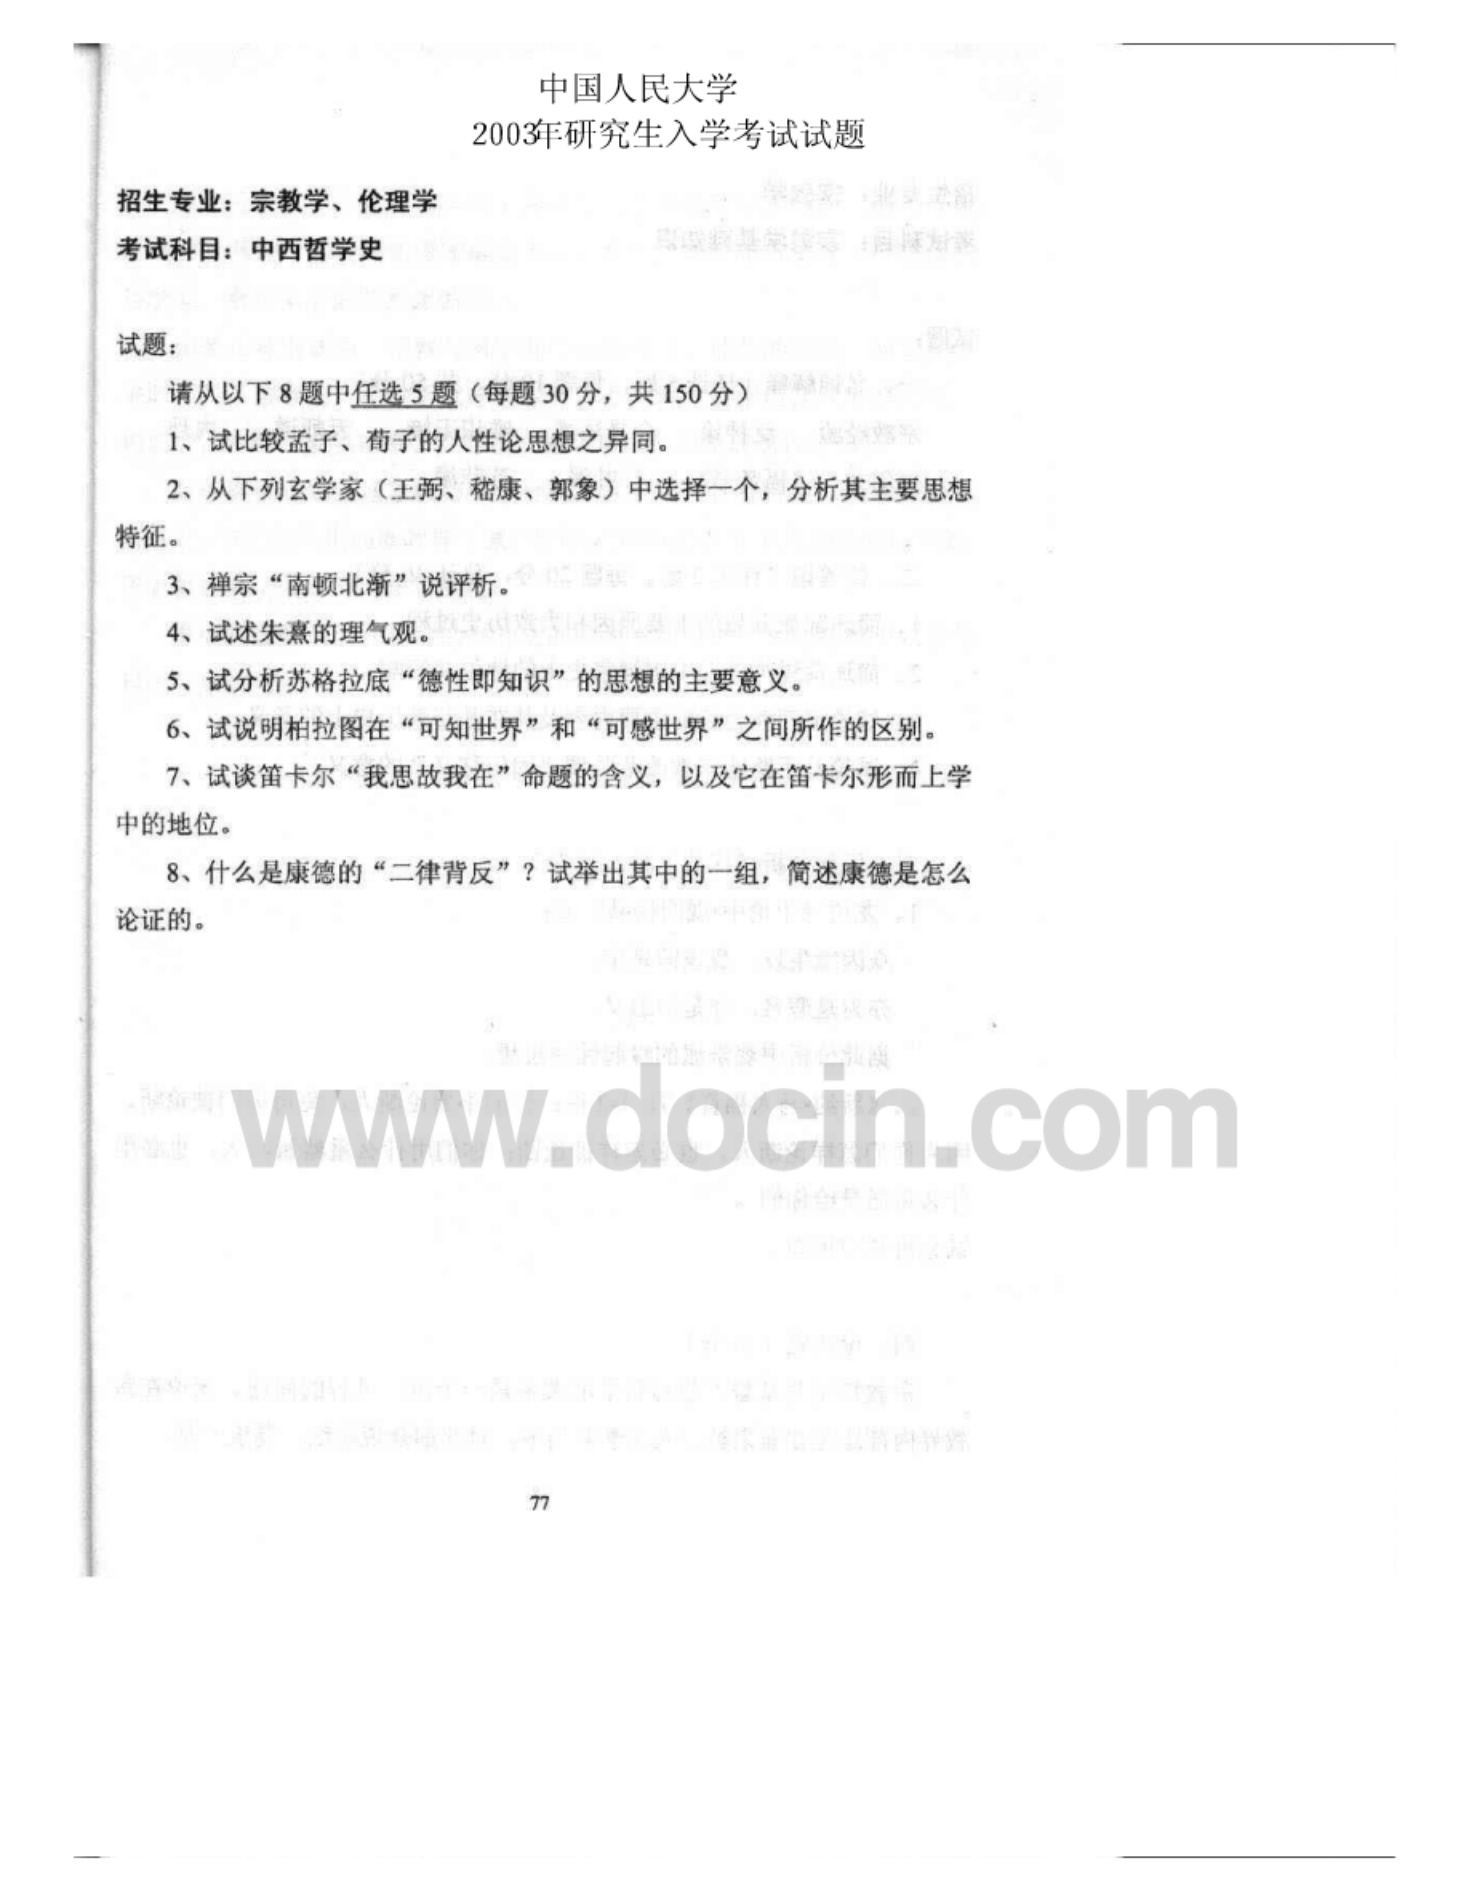 中国人民大学
2003年研究生入学考试试题
招生专业：宗教学、伦理学
考试科目：中西哲学史
试题：
请从以下8题中任选5题（每题30分，共150分）
1、试比较孟子、荀子的人性论思想之异同。
2、从下列玄学家（王弼、嵇康、郭象）中选择一个，分析其主要思想
特征。
3、禅宗“南顿北渐”说评析。
4、试述朱熹的理气观。
5、试分析苏格拉底“德性即知识”的思想的主要意义。
6、试说明柏拉图在“可知世界”和“可感世界”之间所作的区别。
7、试谈笛卡尔“我思故我在”命题的含义，以及它在笛卡尔形而上学
中的地位。
8、什么是康德的“二律背反”？试举出其中的一组，简述康德是怎么
论证的。
www.docin.com
77